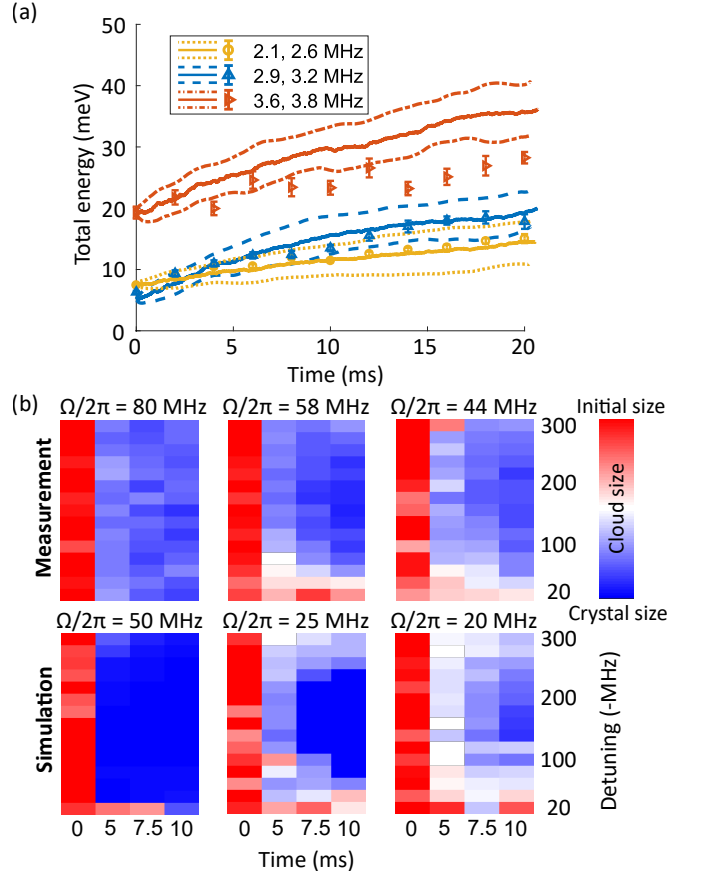 (a)
50
40
30
20
10
0
Total energy (meV)
2.1, 2.6 MHz
2.9, 3.2 MHz
3.6, 3.8 MHz
0
5
10
15
20
Time (ms)
(b)
Ω/2π = 80 MHz
Ω/2π = 58 MHz
Ω/2π = 44 MHz
Initial size
Measurement
300
200
100
20
Cloud size
Crystal size
Ω/2π = 50 MHz
Ω/2π = 25 MHz
Ω/2π = 20 MHz
Simulation
300
200
100
20
Detuning (-MHz)
0 5 7.5 10
0 5 7.5 10
0 5 7.5 10
Time (ms)